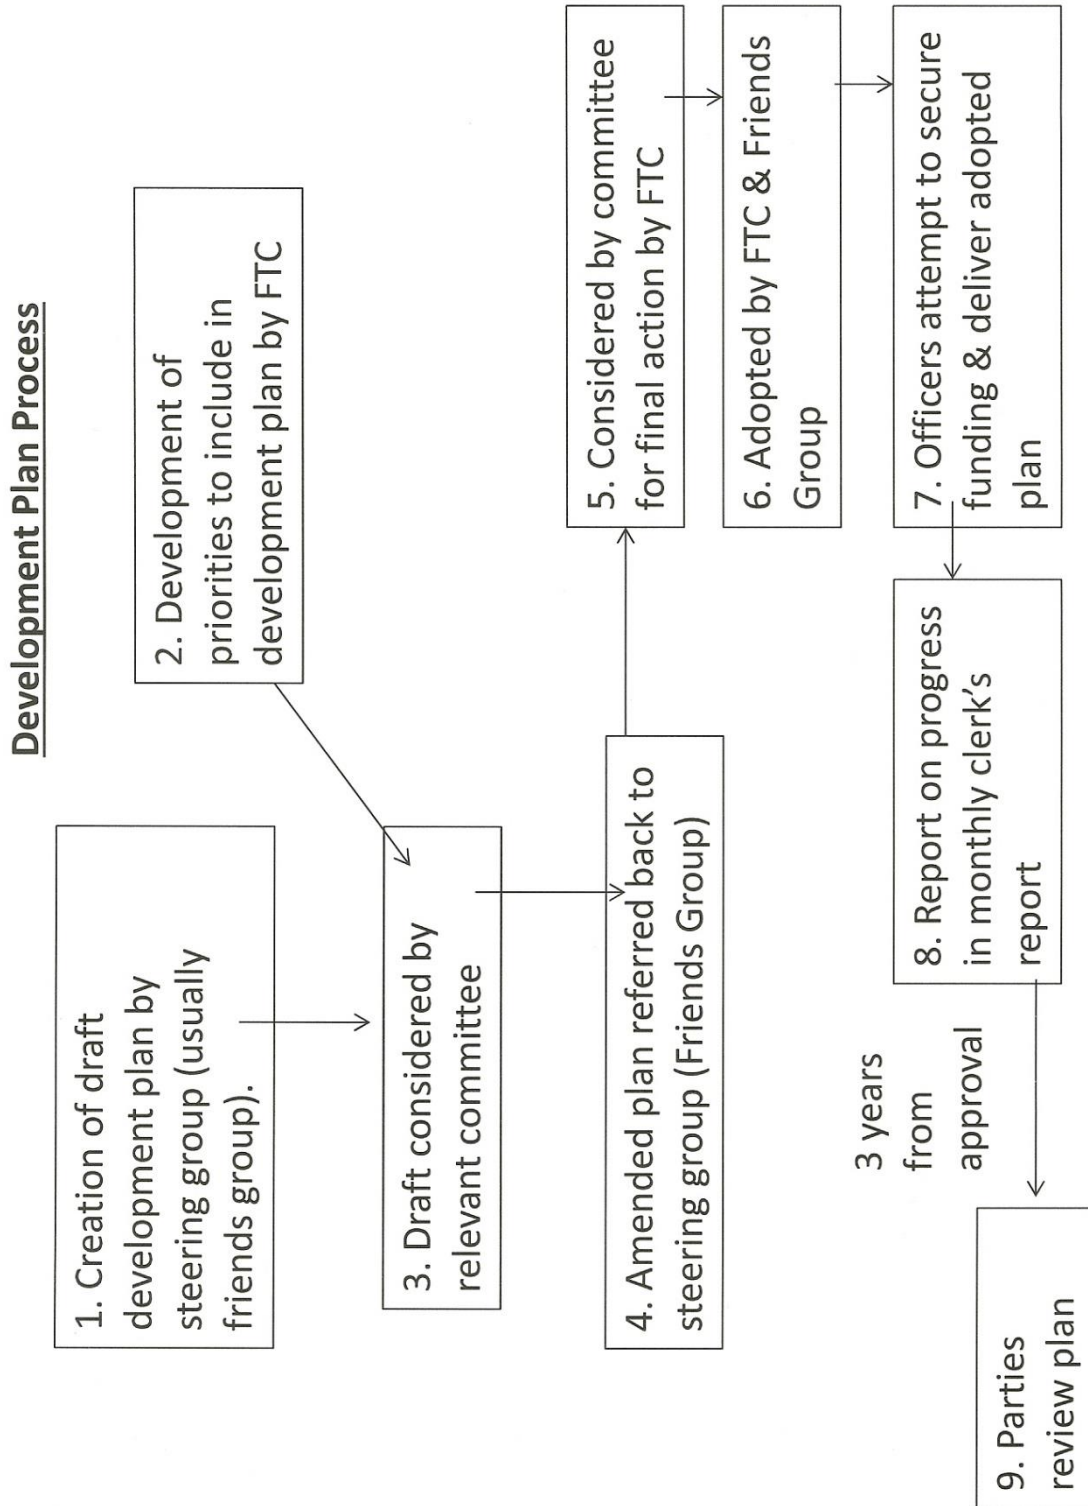 Development Plan Process
1. Creation of draft
development plan by
steering group (usually
friends group).
2. Development of
priorities to include in
development plan by FTC
3. Draft considered by
relevant committee
4. Amended plan referred back to
steering group (Friends Group)
5. Considered by committee
for final action by FTC
6. Adopted by FTC & Friends
Group
7. Officers attempt to secure
funding & deliver adopted
plan
8. Report on progress
in monthly clerk's
report
3 years
from
approval
9. Parties
review plan